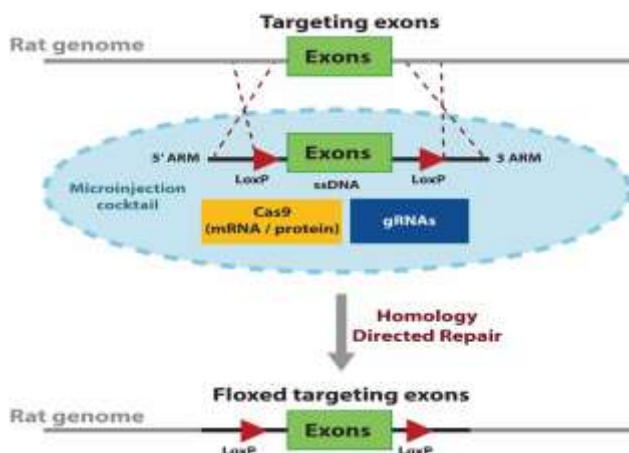 Targeting exons
Rat genome
Exons
5' ARM
Exons
3 ARM
LoxP
ssDNA
LoxP
Microinjection
cocktail
Cas9
(mRNA / protein)
gRNAs
Homology
Directed Repair
Floxed targeting exons
Rat genome
Exons
LoxP
LoxP